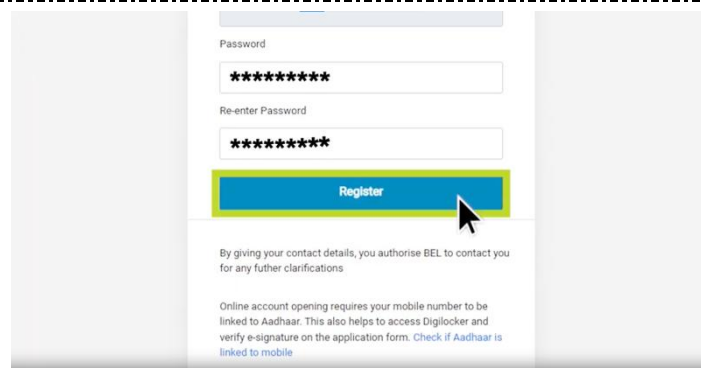 Password
*********
Re-enter Password
*********
Register
By giving your contact details, you authorise BEL to contact you
for any futher clarifications
Online account opening requires your mobile number to be
linked to Aadhaar. This also helps to access Digilocker and
verify e-signature on the application form. Check if Aadhaar is
linked to mobile